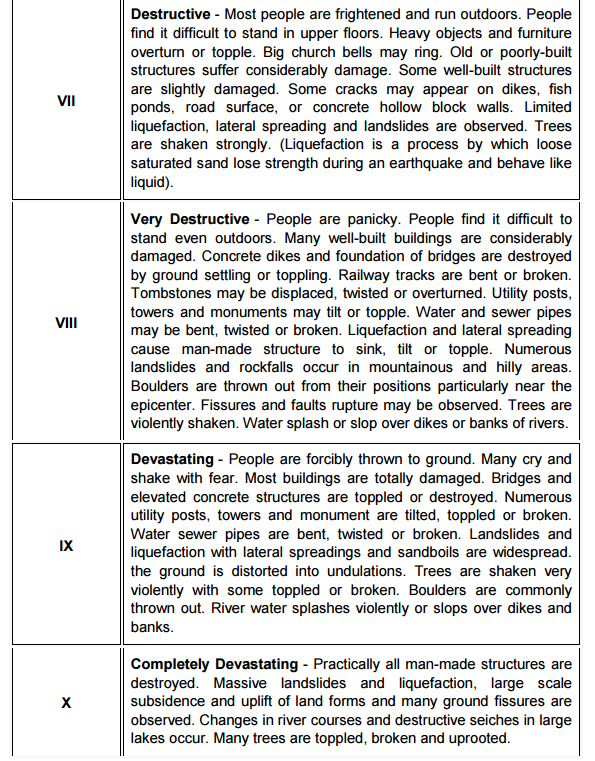 VII
Destructive - Most people are frightened and run outdoors. People
find it difficult to stand in upper floors. Heavy objects and furniture
overturn or topple. Big church bells may ring. Old or poorly-built
structures suffer considerably damage. Some well-built structures
are slightly damaged. Some cracks may appear on dikes, fish
ponds, road surface, or concrete hollow block walls. Limited
liquefaction, lateral spreading and landslides are observed. Trees
are shaken strongly. (Liquefaction is a process by which loose
saturated sand lose strength during an earthquake and behave like
liquid).
VIII
Very Destructive - People are panicky. People find it difficult to
stand even outdoors. Many well-built buildings are considerably
damaged. Concrete dikes and foundation of bridges are destroyed
by ground settling or toppling. Railway tracks are bent or broken.
Tombstones may be displaced, twisted or overturned. Utility posts,
towers and monuments may tilt or topple. Water and sewer pipes
may be bent, twisted or broken. Liquefaction and lateral spreading
cause man-made structure to sink, tilt or topple. Numerous
landslides and rockfalls occur in mountainous and hilly areas.
Boulders are thrown out from their positions particularly near the
epicenter. Fissures and faults rupture may be observed. Trees are
violently shaken. Water splash or slop over dikes or banks of rivers.
IX
Devastating - People are forcibly thrown to ground. Many cry and
shake with fear. Most buildings are totally damaged. Bridges and
elevated concrete structures are toppled or destroyed. Numerous
utility posts, towers and monument are tilted, toppled or broken.
Water sewer pipes are bent, twisted or broken. Landslides and
liquefaction with lateral spreadings and sandboils are widespread.
the ground is distorted into undulations. Trees are shaken very
violently with some toppled or broken. Boulders are commonly
thrown out. River water splashes violently or slops over dikes and
banks.
X
Completely Devastating - Practically all man-made structures are
destroyed. Massive landslides and liquefaction, large scale
subsidence and uplift of land forms and many ground fissures are
observed. Changes in river courses and destructive seiches in large
lakes occur. Many trees are toppled, broken and uprooted.